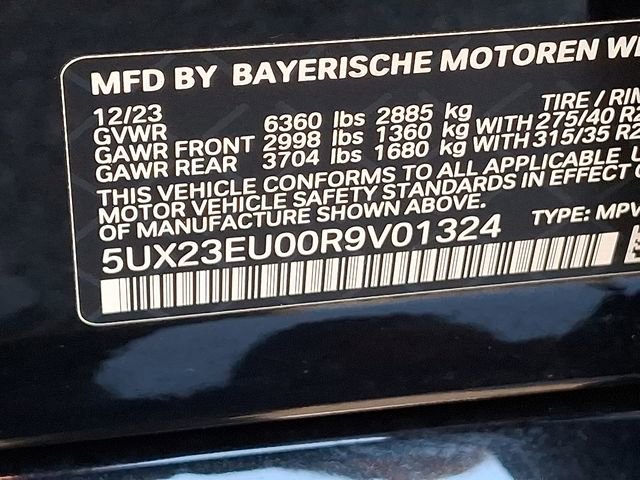 MFD BY BAYERISCHE MOTOREN
12/23 TIRE / RIM
GVWR 6360 lbs 2885 kg
GAWR FRONT 2998 lbs 1360 kg WITH 275/40
GAWR REAR 3704 lbs 1680 kg WITH 315/35
THIS VEHICLE CONFORMS TO ALL APPLICABLE
MOTOR VEHICLE SAFETY STANDARDS IN EFFECT
OF MANUFACTURE SHOWN ABOVE.
5UX23EU00R9V01324 TYPE: MPV